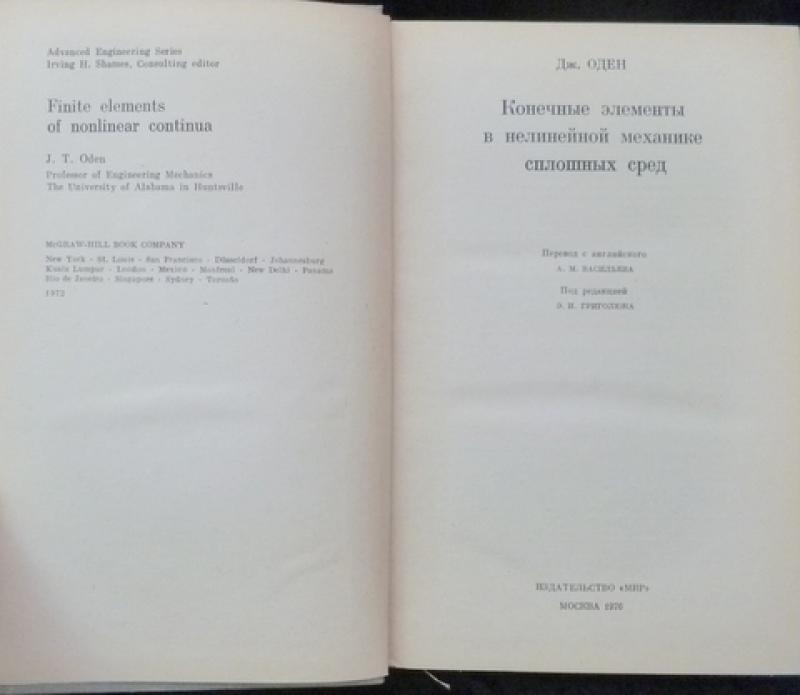 Advanced Engineering Series
Irving H. Shames, Consulting editor
Finite elements
of nonlinear continua
J. T. Oden
Professor of Engineering Mechanics
The University of Alabama in Huntsville
McGRAW-HILL BOOK COMPANY
New York · St. Louis · San Francisco · Düsseldorf · Johannesburg
Kuala Lumpur · London · Mexico · Montreal · New Delhi · Panama
Rio de Janeiro · Singapore · Sydney · Toronto
1972
Дж. ОДЕН
Конечные элементы
в нелинейной механике
сплошных сред
Перевод с английского
А. М. ВАСИЛЬЕВА
Под редакцией
Э. И. ГРИГОЛЮКА
ИЗДАТЕЛЬСТВО «МИР»
МОСКВА 1976